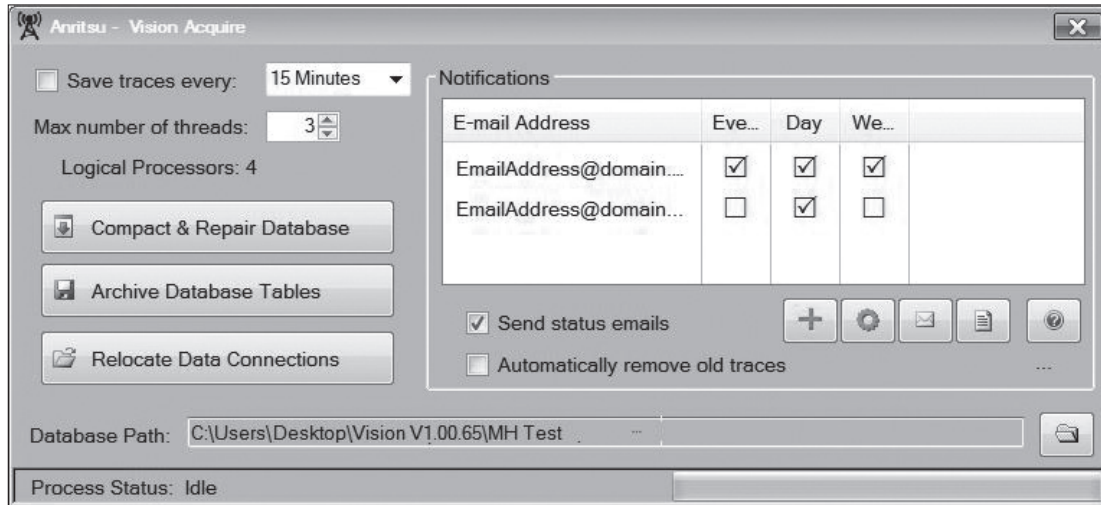 Anritsu - Vision Acquire
Save traces every: 15 Minutes
Max number of threads: 3
Logical Processors: 4
Compact & Repair Database
Archive Database Tables
Relocate Data Connections
Notifications
E-mail Address Eve... Day We...
EmailAddress@domain....
EmailAddress@domain...
Send status emails
Automatically remove old traces ...
Database Path: C:\Users\Desktop\Vision V1.00.65\MH Test ...
Process Status: Idle